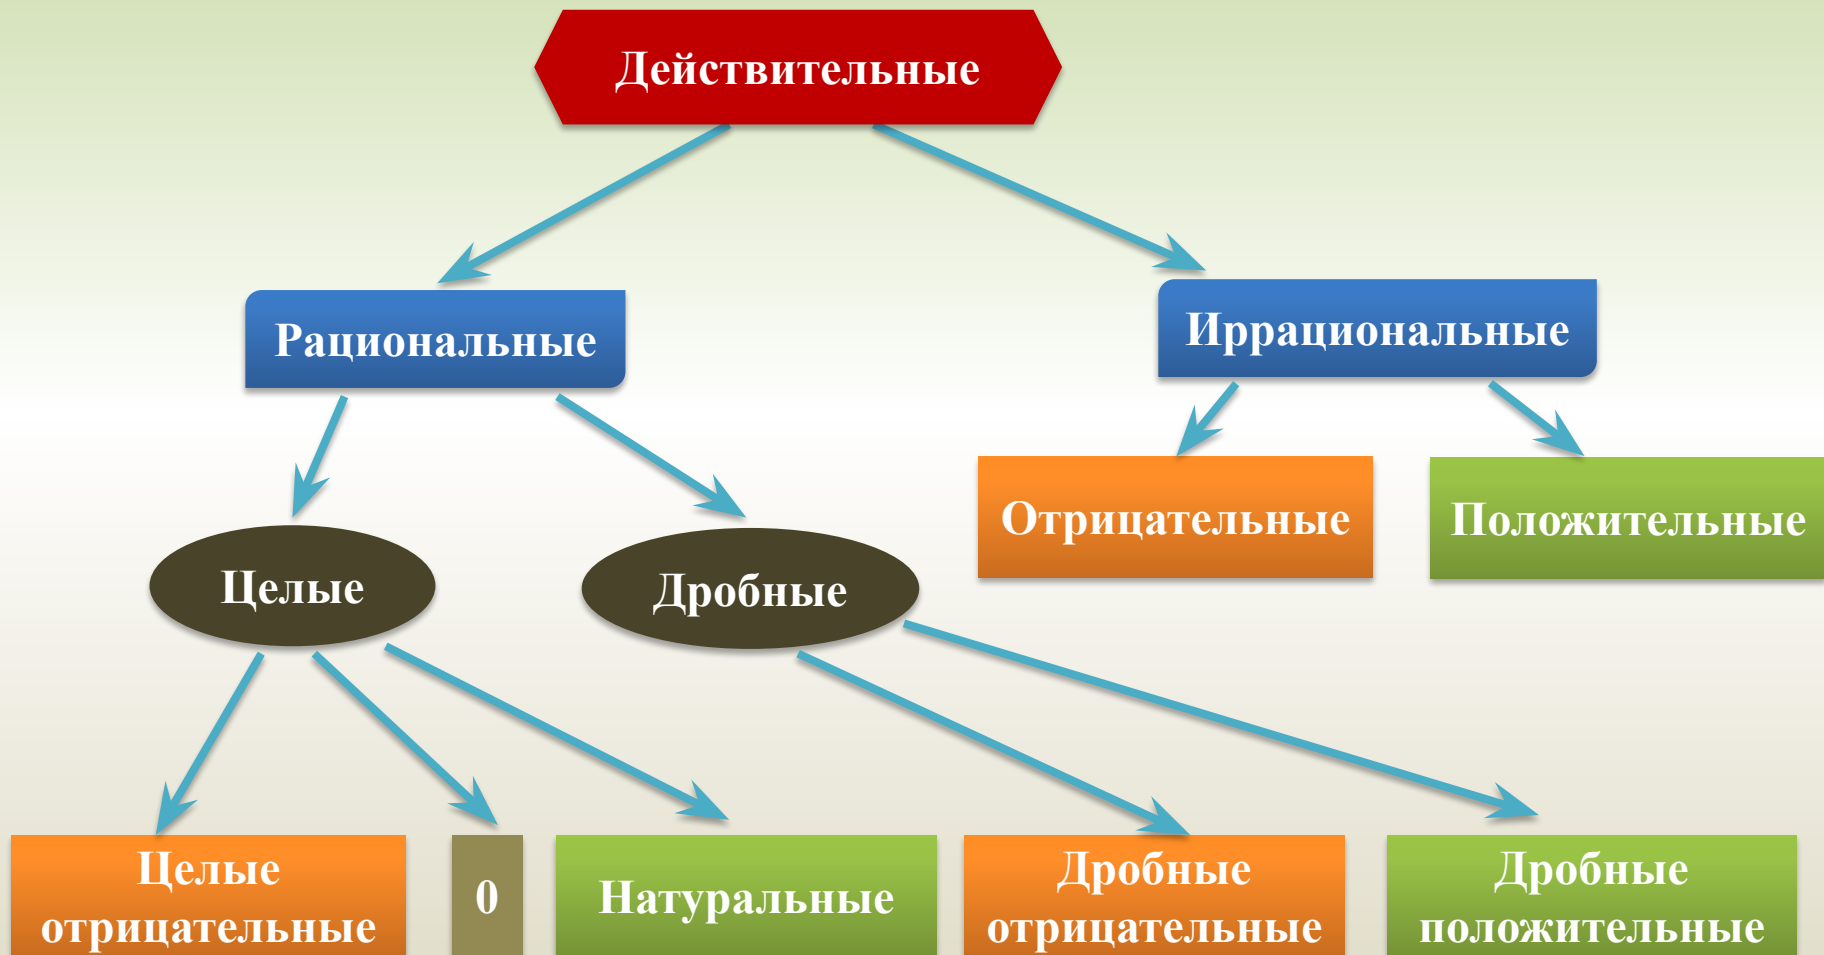 Действительные
Рациональные
Иррациональные
Отрицательные
Положительные
Целые
Дробные
Целые
отрицательные
0
Натуральные
Дробные
отрицательные
Дробные
положительные